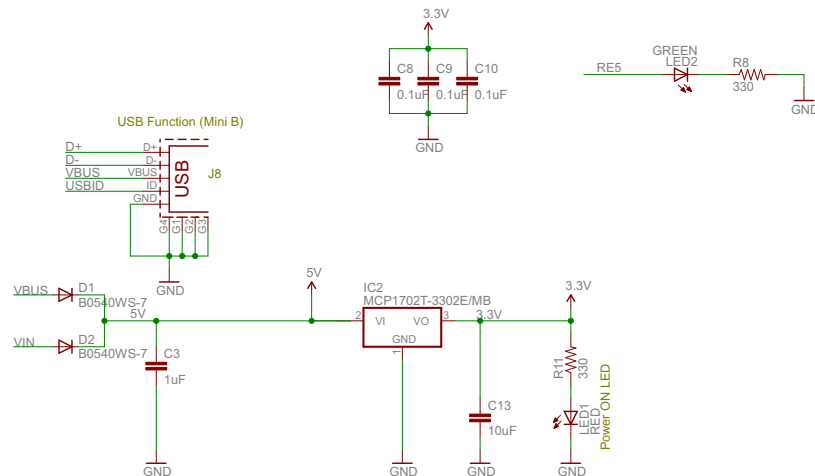 3.3V
C8
C9
C10
0.1uF
0.1uF
0.1uF
GND
GREEN
LED2
RE5
R8
330
GND
USB Function (Mini B)
D+
D-
VBUS
USBID
D+
D-
VBUS
ID
GND
USB
J8
G4
G1
G2
G3
GND
VBUS
D1
B0540WS-7
5V
VIN
D2
B0540WS-7
C3
1uF
GND
5V
IC2
MCP1702T-3302E/MB
2
VI
VO
3
GND
1
GND
3.3V
3.3V
C13
10uF
GND
R11
330
LED1
RED
Power ON LED
GND